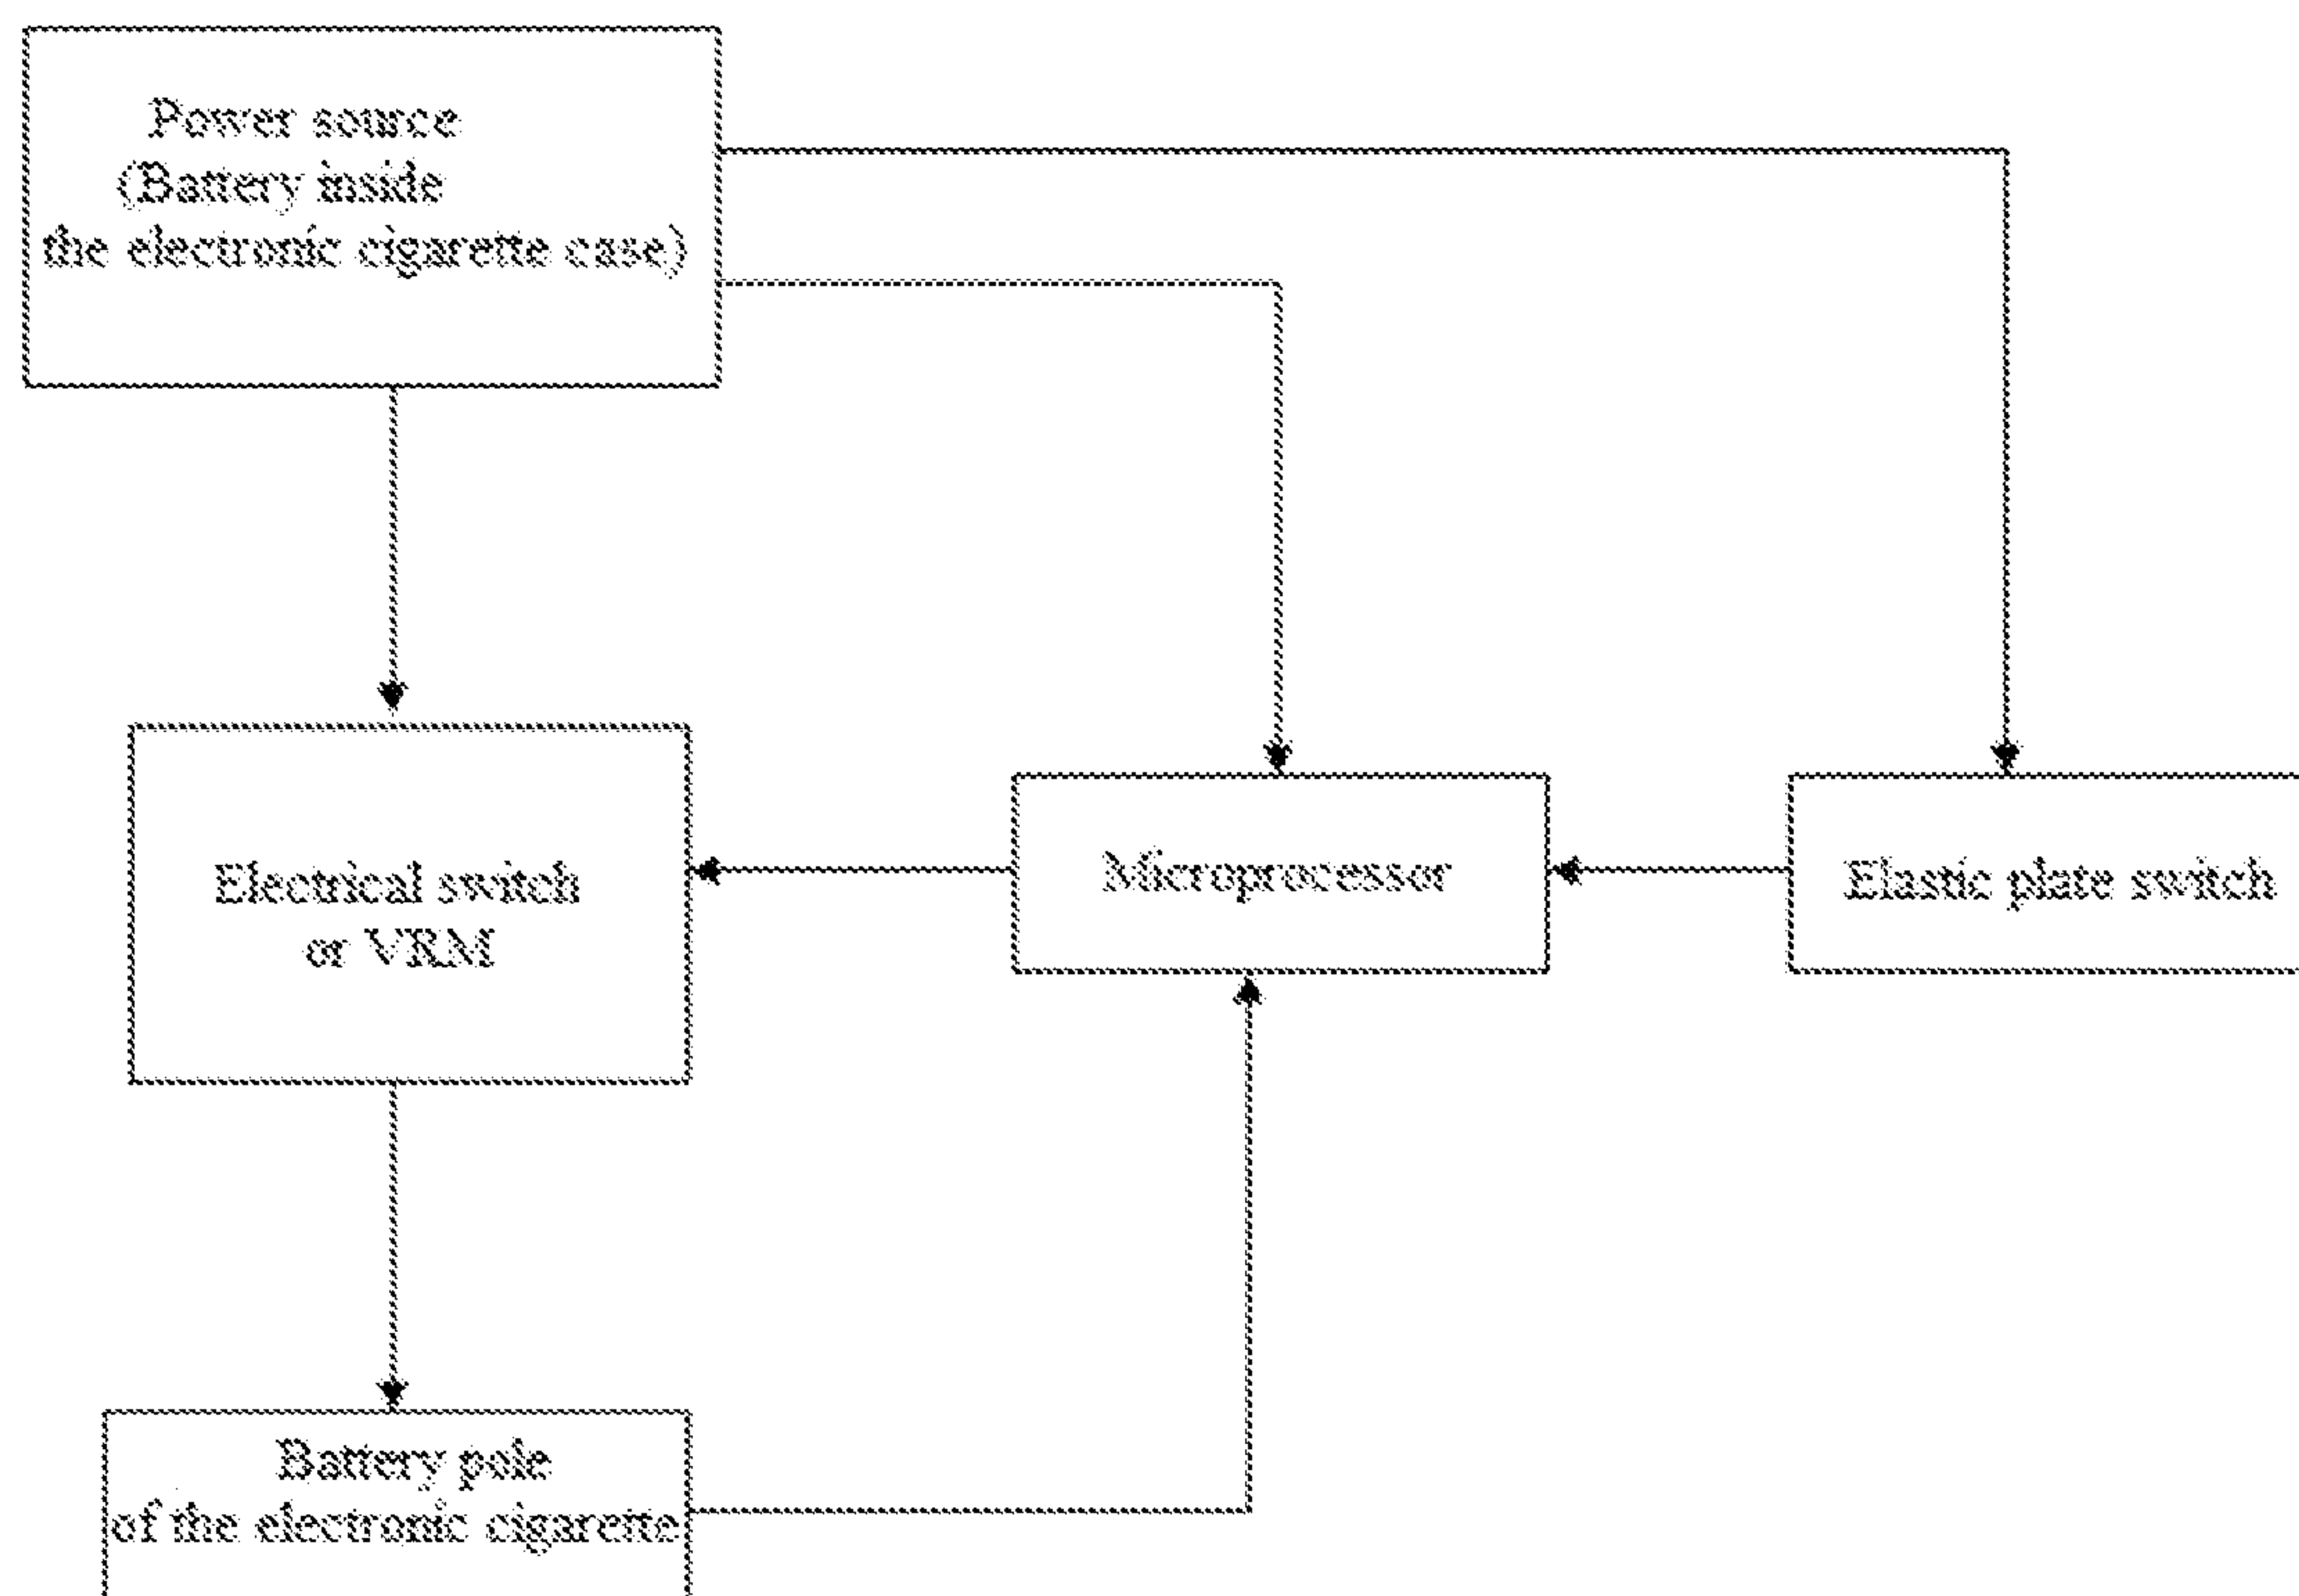 Power source
(Battery inside
the electronic cigarette case)
Electrical switch
or VRM
Microprocessor
Elastic plate switch
Battery pole
of the electronic cigarette